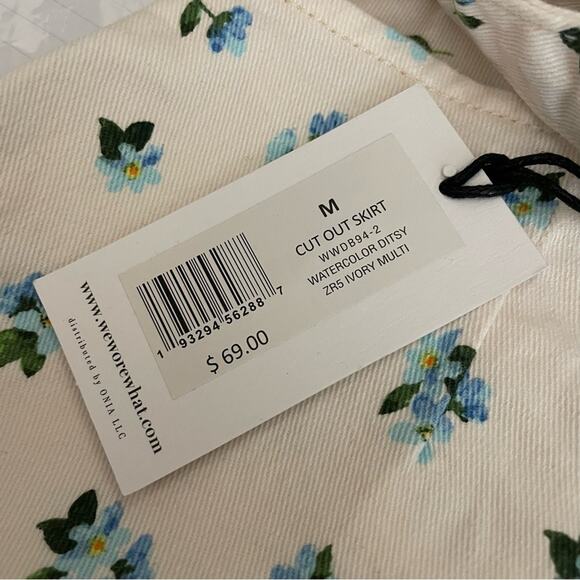 M
CUT OUT SKIRT
WWDB94-2
WATERCOLOR DITSY
ZR5 IVORY MULTI
1 93294 56288 7
$ 69.00
www.weworewhat.com
distributed by ONIA LLC